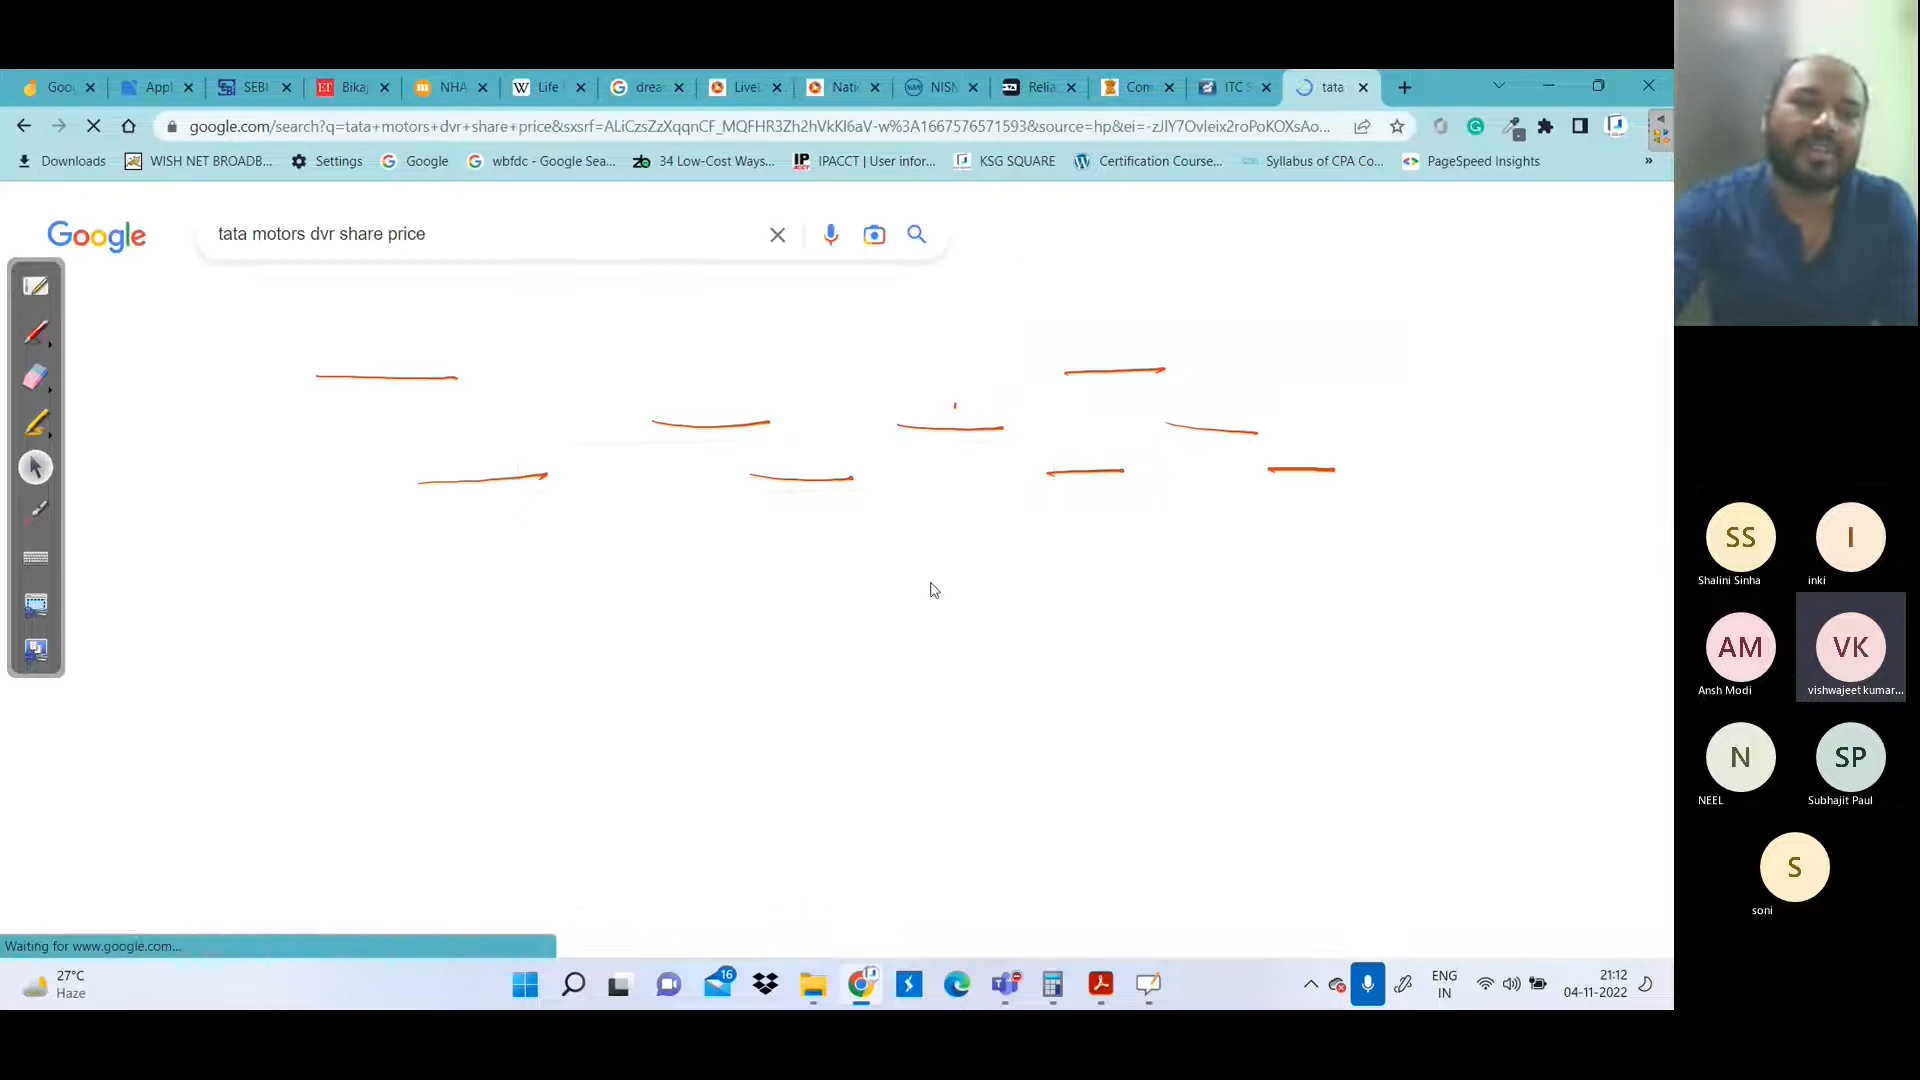 Goo
Appl
SEBI
ET
Bika
NHA
W
Life
drea
Live
Nati
NISM
Relia
Com
ITC S
tata
google.com/search?q=tata+motors+dvr+share+price&sxsrf=ALiCzsZzXqqnCF_MQFHR3Zh2hVkKl6aV-w%3A1667576571593&source=hp&ei=-zJlY7Ovleix2roPoKOXsAo...
Downloads
WISH NET BROADB...
Settings
Google
wbfdc - Google Sea...
34 Low-Cost Ways...
IPACCT | User infor...
KSG SQUARE
Certification Course...
Syllabus of CPA Co...
PageSpeed Insights
»
Google
tata motors dvr share price
SS
Shalini Sinha
I
inki
AM
Ansh Modi
VK
vishwajeet kumar...
N
NEEL
SP
Subhajit Paul
S
soni
Waiting for www.google.com...
27°C
Haze
16
ENG
IN
21:12
04-11-2022